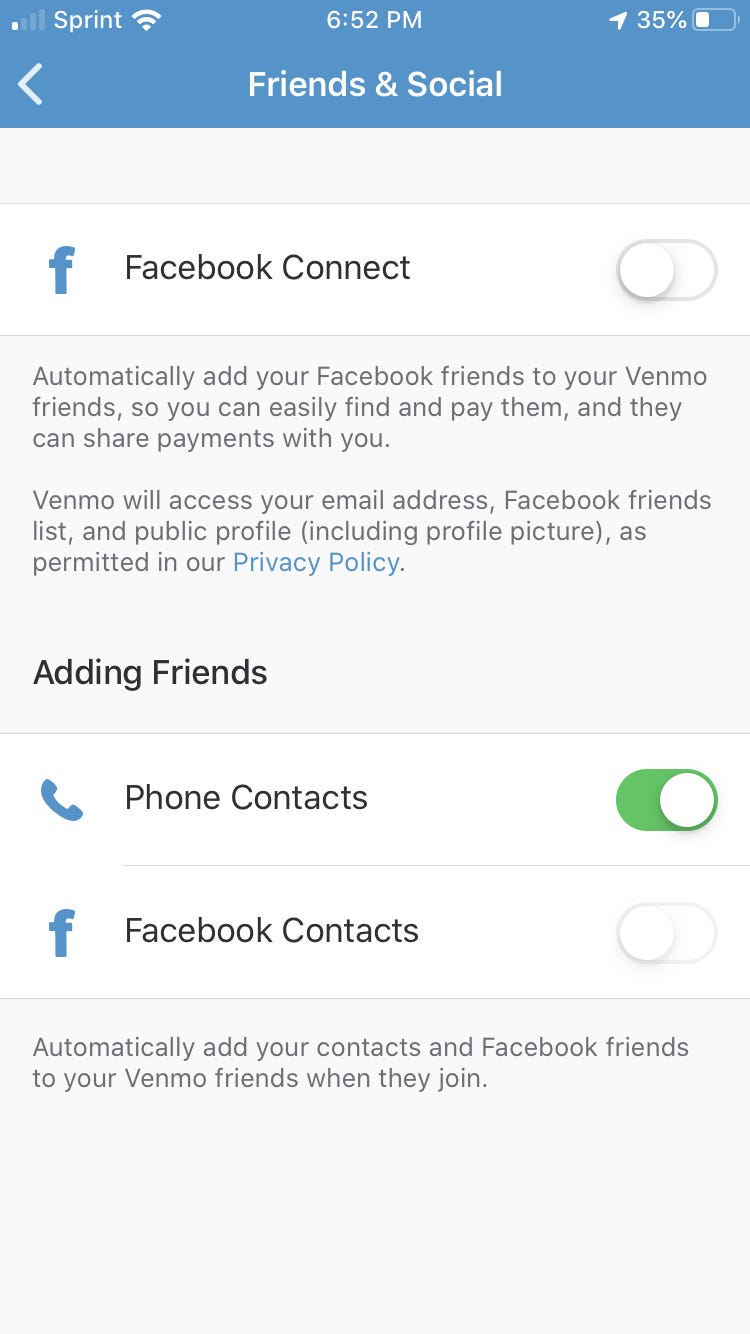 Sprint 6:52 PM 35%
Friends & Social
Facebook Connect
Automatically add your Facebook friends to your Venmo
friends, so you can easily find and pay them, and they
can share payments with you.
Venmo will access your email address, Facebook friends
list, and public profile (including profile picture), as
permitted in our Privacy Policy.
Adding Friends
Phone Contacts
Facebook Contacts
Automatically add your contacts and Facebook friends
to your Venmo friends when they join.